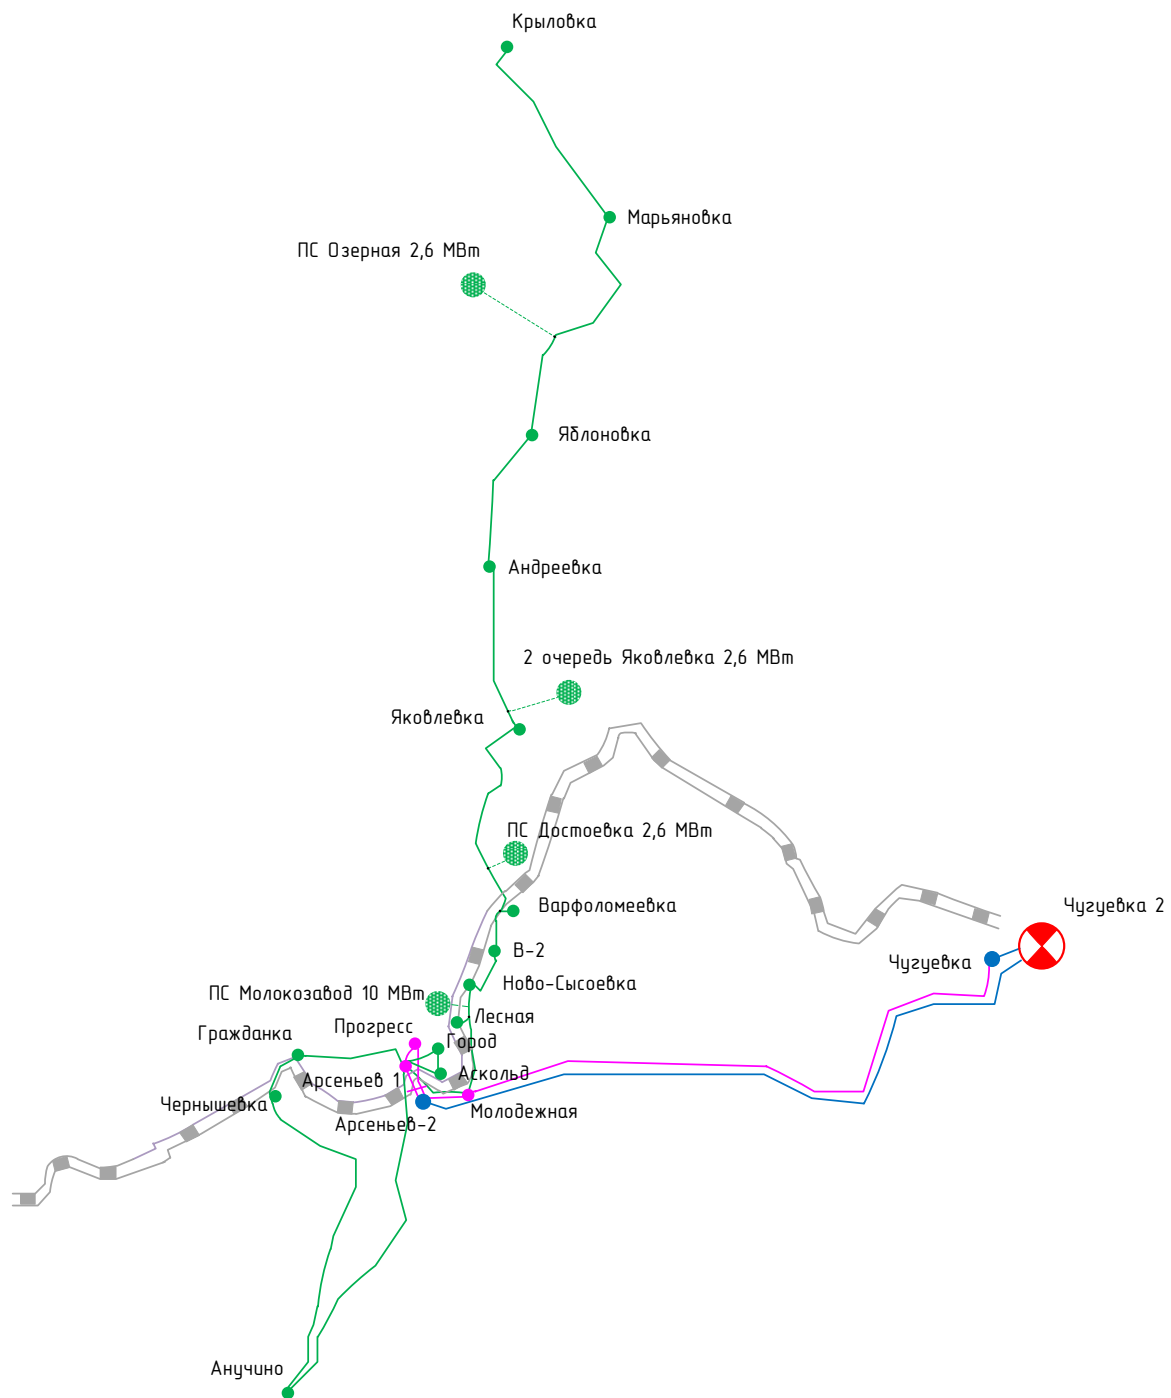 Крыловка
Марьяновка
ПС Озерная 2,6 МВт
Яблоновка
Андреевка
2 очередь Яковлевка 2,6 МВт
Яковлевка
ПС Достоевка 2,6 МВт
Варфоломеевка
Чугуевка 2
В-2
Чугуевка
Ново-Сысоевка
ПС Молокозавод 10 МВт
Лесная
Прогресс
Гражданка
Город
Арсеньев 1
Аскольд
Чернышевка
Молодежная
Арсеньев-2
Анучино